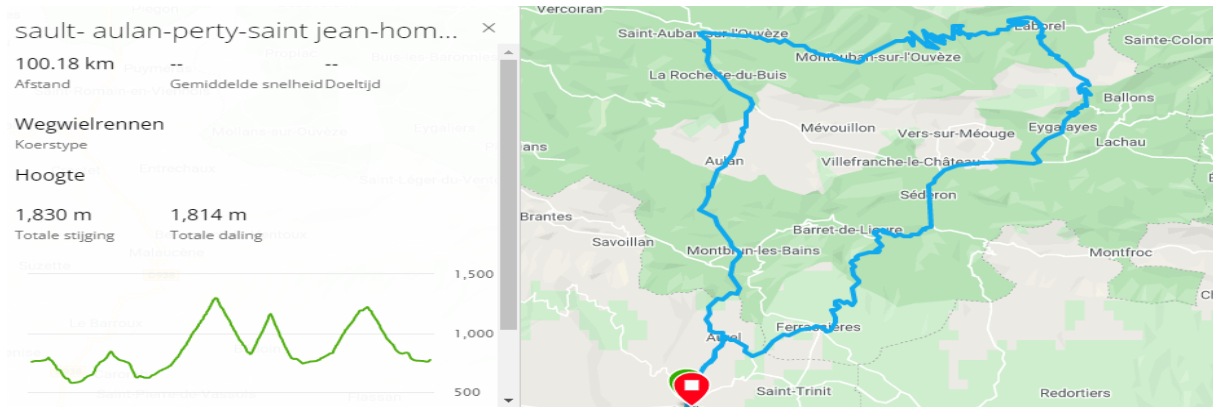 sault- aulan-perty-saint jean-hom... ×
100.18 km -- --
Afstand Gemiddelde snelheid Doeltijd
Wegwielrennen
Koerstype
Hoogte
1,830 m 1,814 m
Totale stijging Totale daling
1,500
1,000
500
Vercoiran
Saint-Auban-sur-l'Ouvèze
Laborel
Sainte-Colom
Montauban-sur-l'Ouvèze
La Rochette-du-Buis
Ballons
Mévouillon
Vers-sur-Méouge
Eygalayes
Lachau
Aulan
Villefranche-le-Château
Séderon
Brantes
Barret-de-Lioure
Savoillan
Montbrun-les-Bains
Montfroc
Ferrassières
Aurel
Saint-Trinit
Redortiers